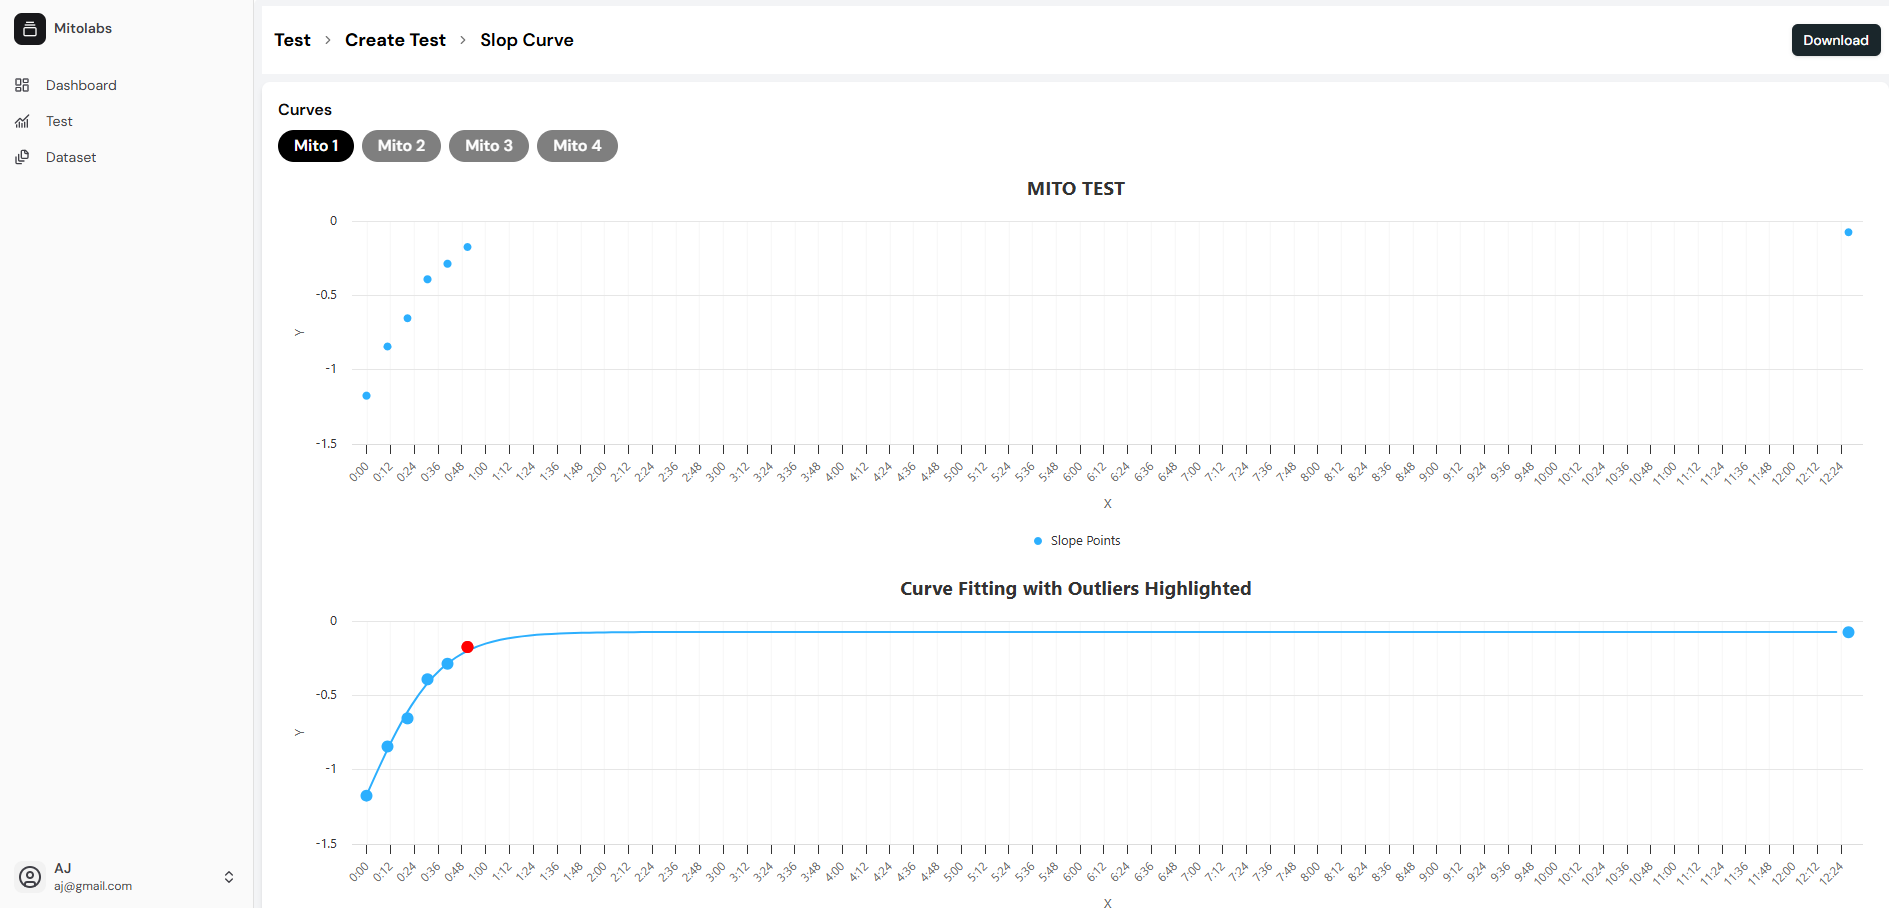 Mitolabs
Dashboard
Test
Dataset
AJ
aj@gmail.com
Test > Create Test > Slop Curve
Download
Curves
Mito 1 Mito 2 Mito 3 Mito 4
MITO TEST
0
-0.5
Y
-1
-1.5
0:00 0:12 0:24 0:36 0:48 1:00 1:12 1:24 1:36 1:48 2:00 2:12 2:24 2:36 2:48 3:00 3:12 3:24 3:36 3:48 4:00 4:12 4:24 4:36 4:48 5:00 5:12 5:24 5:36 5:48 6:00 6:12 6:24 6:36 6:48 7:00 7:12 7:24 7:36 7:48 8:00 8:12 8:24 8:36 8:48 9:00 9:12 9:24 9:36 9:48 10:00 10:12 10:24 10:36 10:48 11:00 11:12 11:24 11:36 11:48 12:00 12:12 12:24
X
Slope Points
Curve Fitting with Outliers Highlighted
0
-0.5
Y
-1
-1.5
0:00 0:12 0:24 0:36 0:48 1:00 1:12 1:24 1:36 1:48 2:00 2:12 2:24 2:36 2:48 3:00 3:12 3:24 3:36 3:48 4:00 4:12 4:24 4:36 4:48 5:00 5:12 5:24 5:36 5:48 6:00 6:12 6:24 6:36 6:48 7:00 7:12 7:24 7:36 7:48 8:00 8:12 8:24 8:36 8:48 9:00 9:12 9:24 9:36 9:48 10:00 10:12 10:24 10:36 10:48 11:00 11:12 11:24 11:36 11:48 12:00 12:12 12:24
X